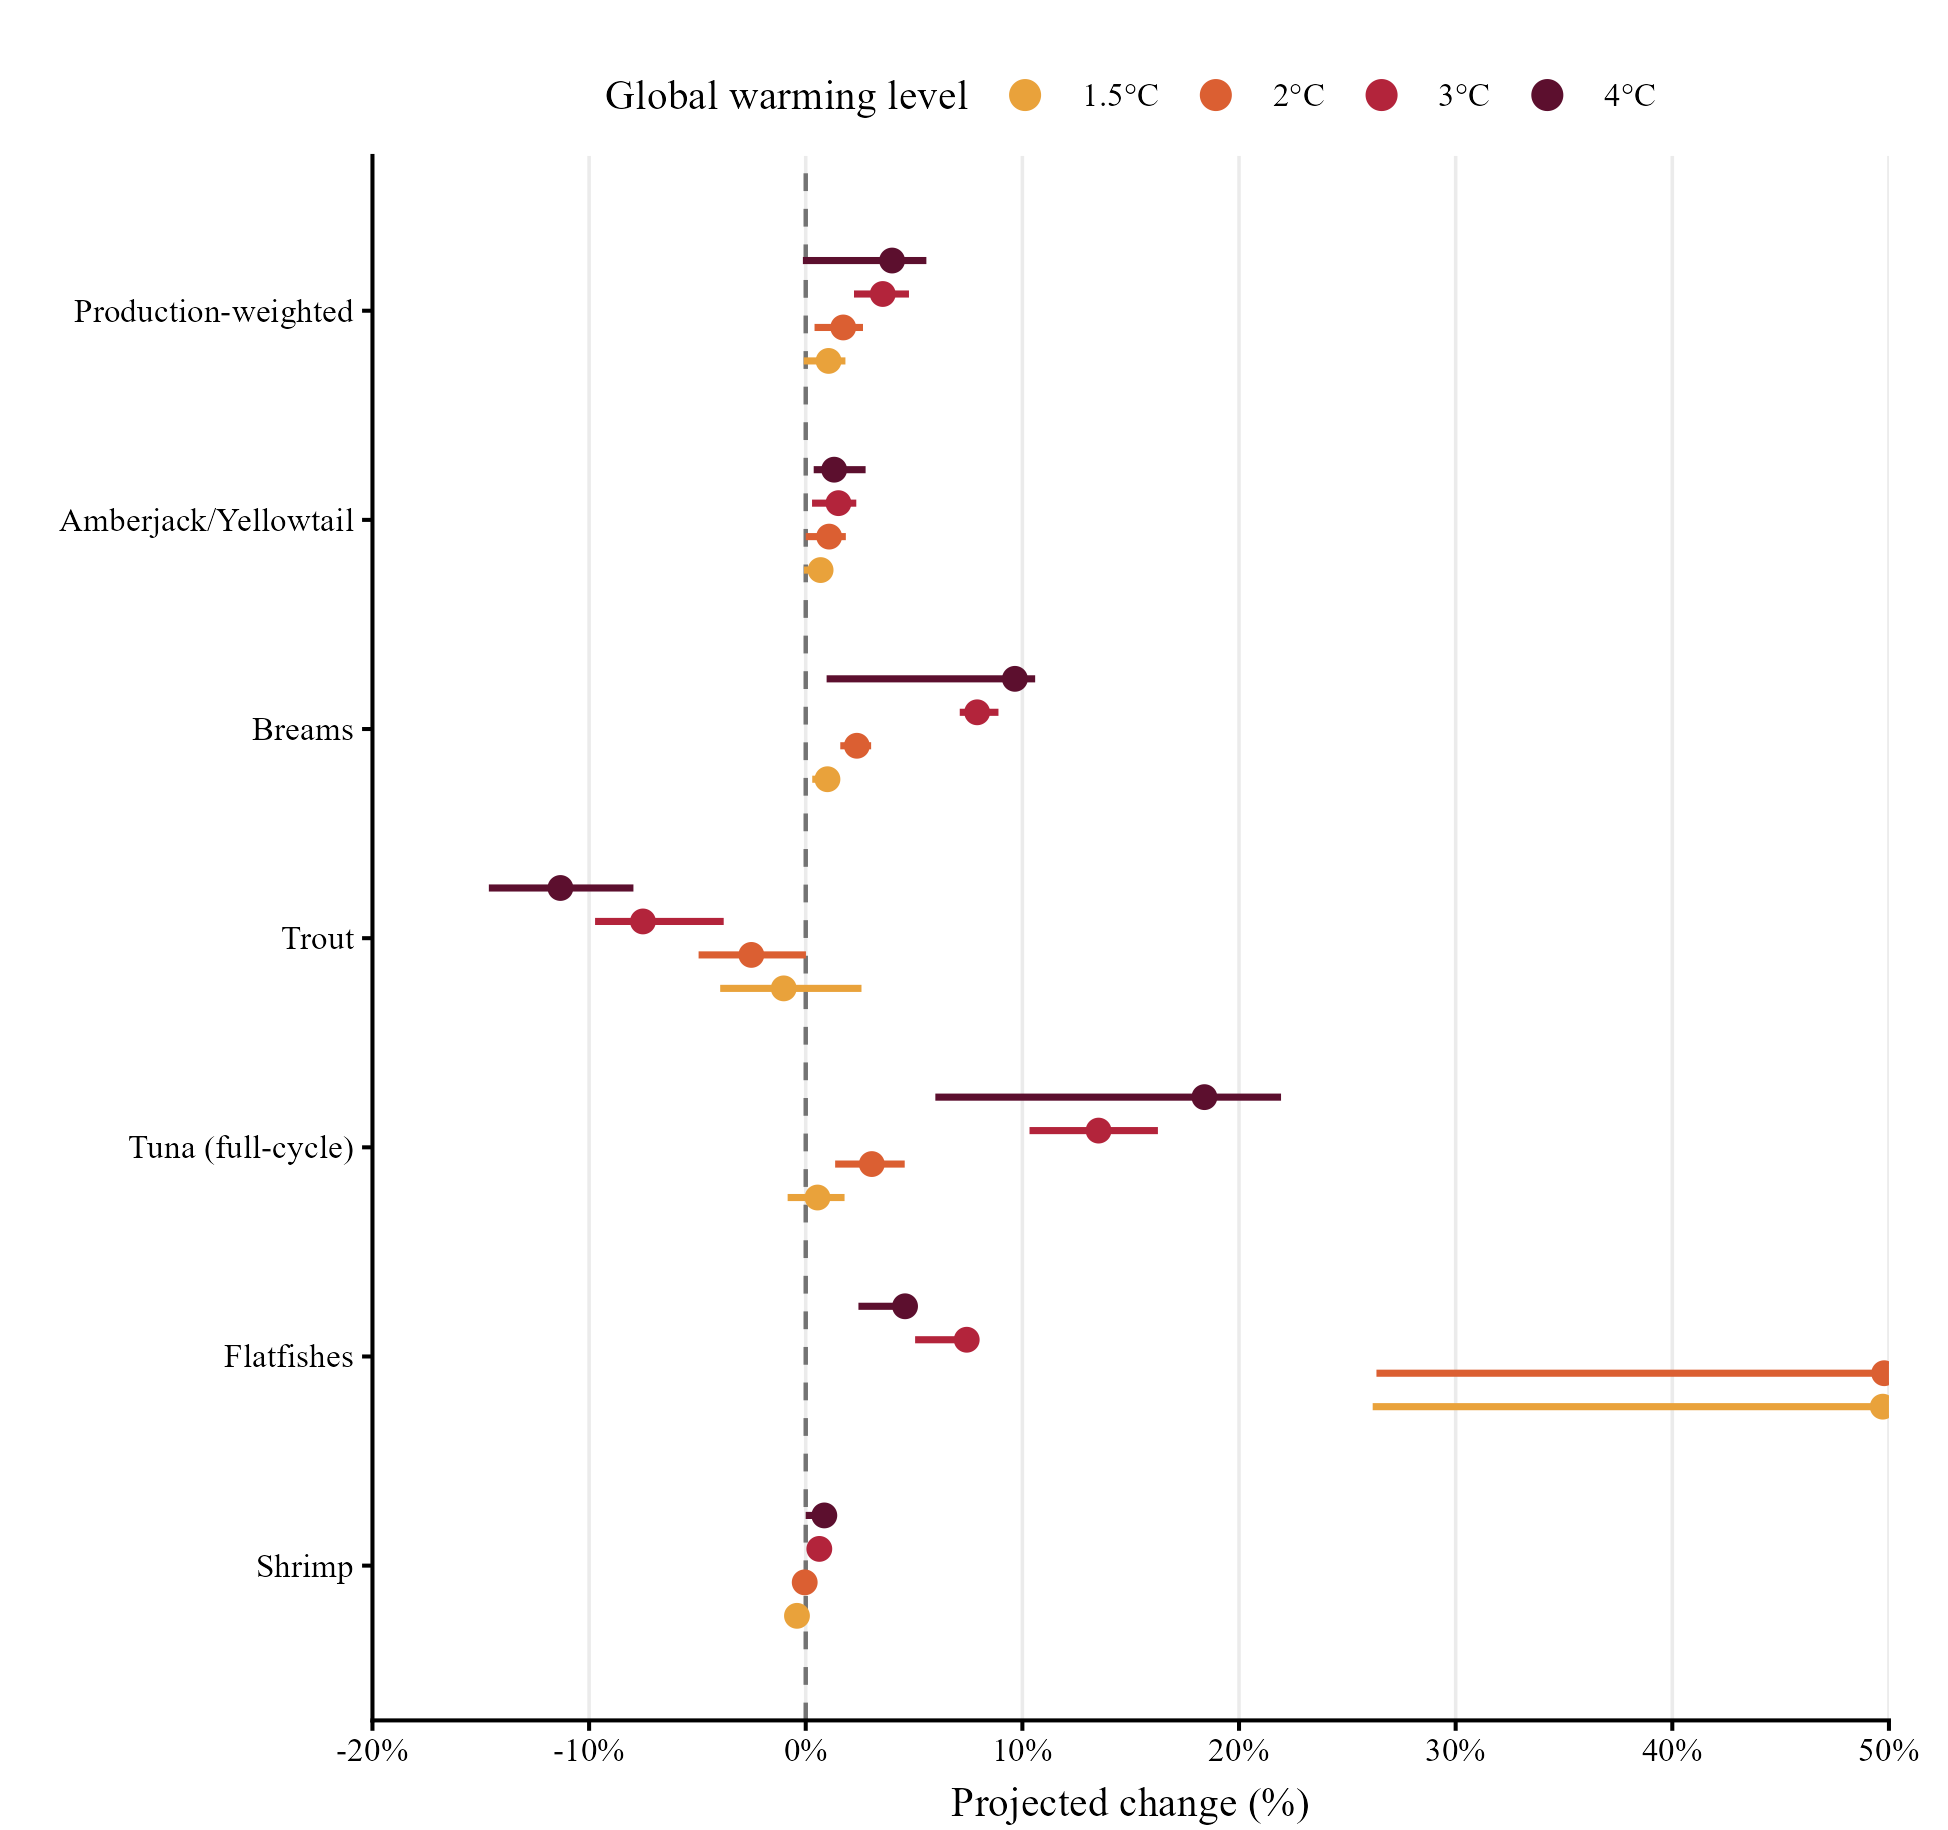 Global warming level 1.5°C 2°C 3°C 4°C
Production-weighted
Amberjack/Yellowtail
Breams
Trout
Tuna (full-cycle)
Flatfishes
Shrimp
-20% -10% 0% 10% 20% 30% 40% 50%
Projected change (%)